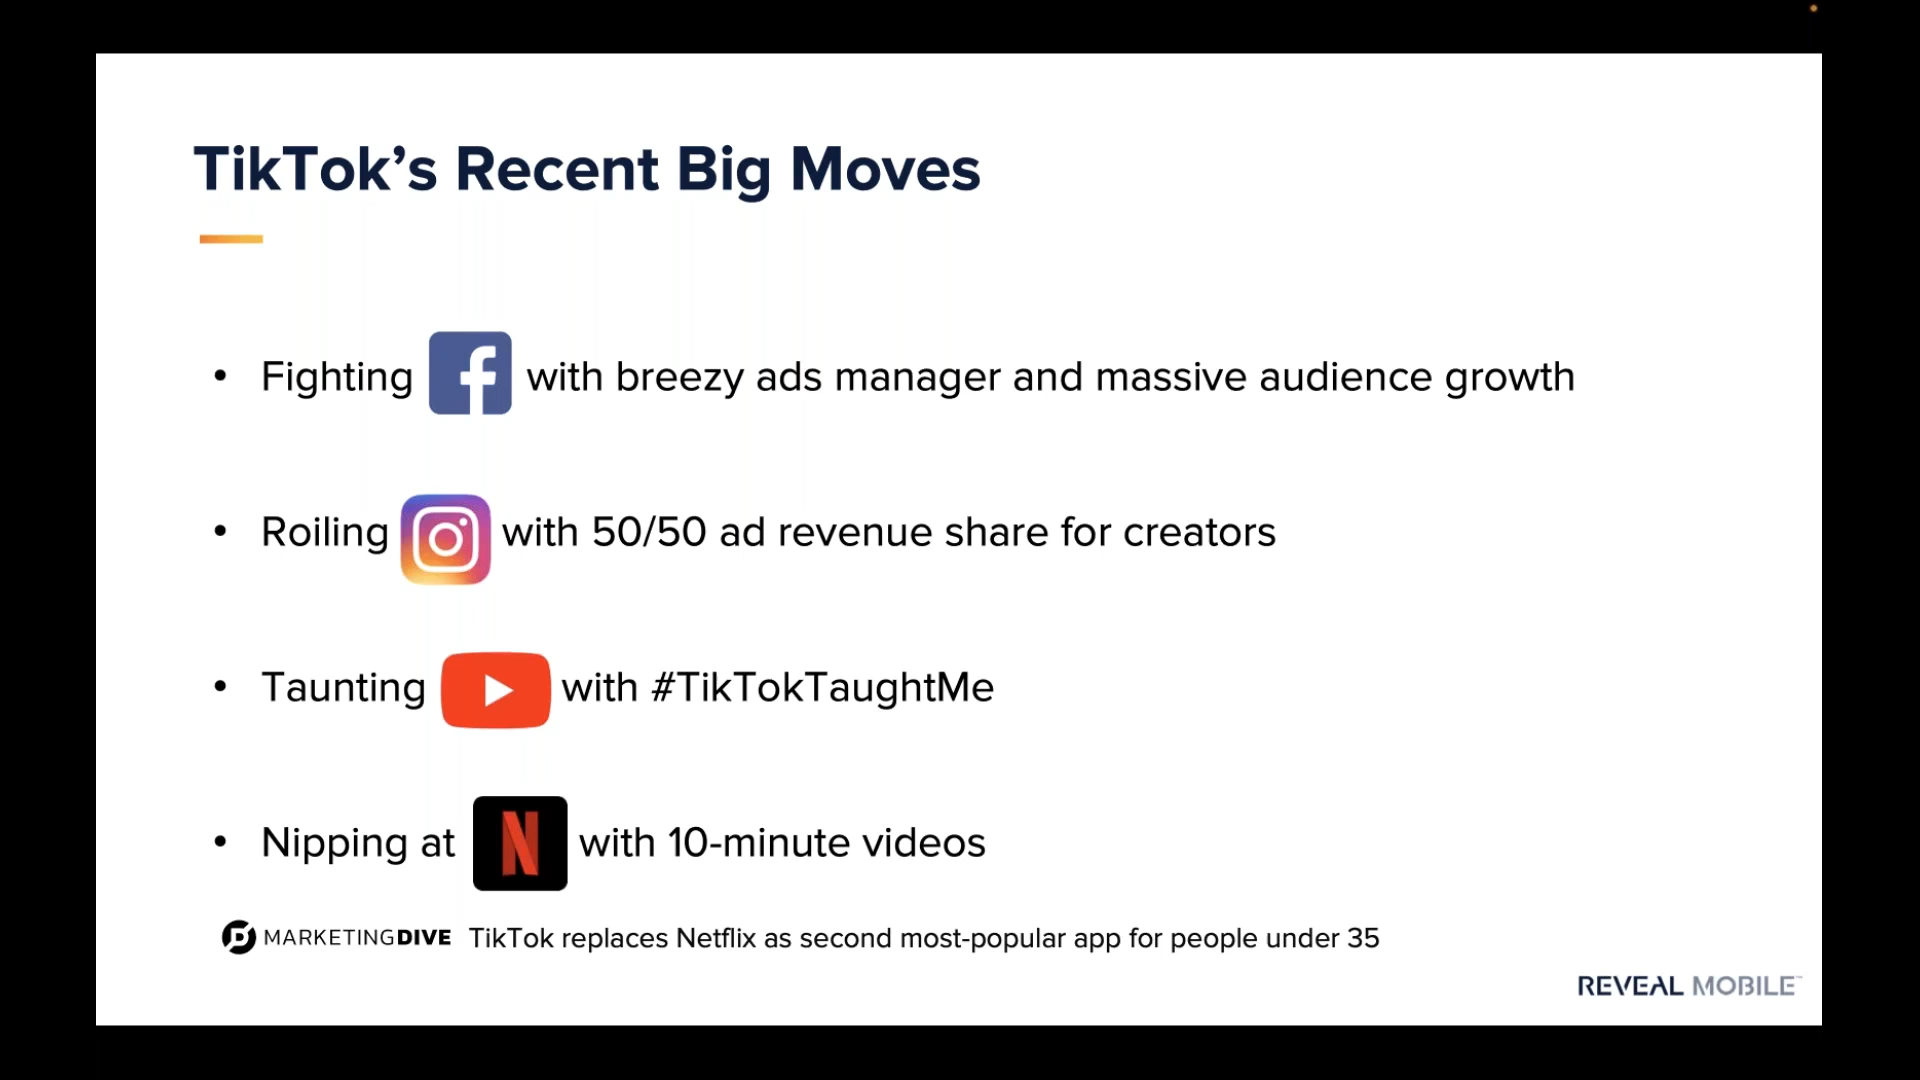 TikTok’s Recent Big Moves
• Fighting f with breezy ads manager and massive audience growth
• Roiling with 50/50 ad revenue share for creators
• Taunting with #TikTokTaughtMe
• Nipping at N with 10-minute videos
MARKETINGDIVE TikTok replaces Netflix as second most-popular app for people under 35
REVEAL MOBILE™